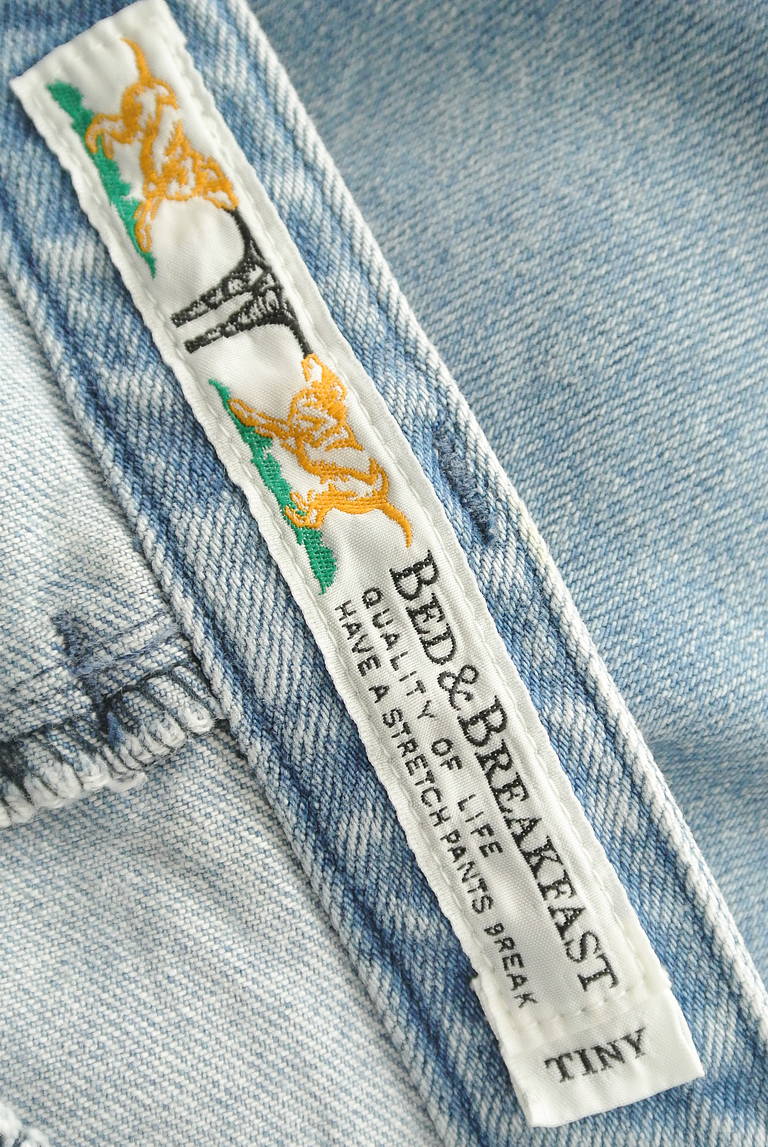 BED & BREAKFAST
QUALITY OF LIFE
HAVE A STRETCH PANTS BREAK
TINY